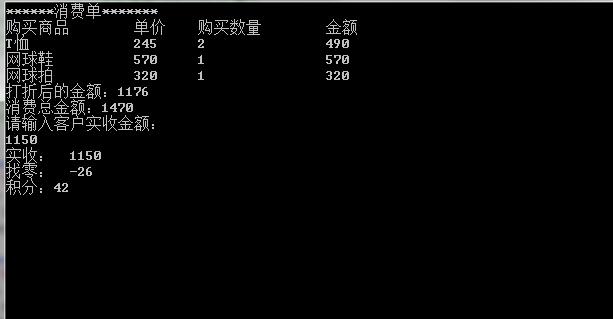 ******消费单*******
购买商品 单价 购买数量 金额
T恤 245 2 490
网球鞋 570 1 570
网球拍 320 1 320
打折后的金额：1176
消费总金额：1470
请输入客户实收金额：
1150
实收： 1150
找零： -26
积分：42